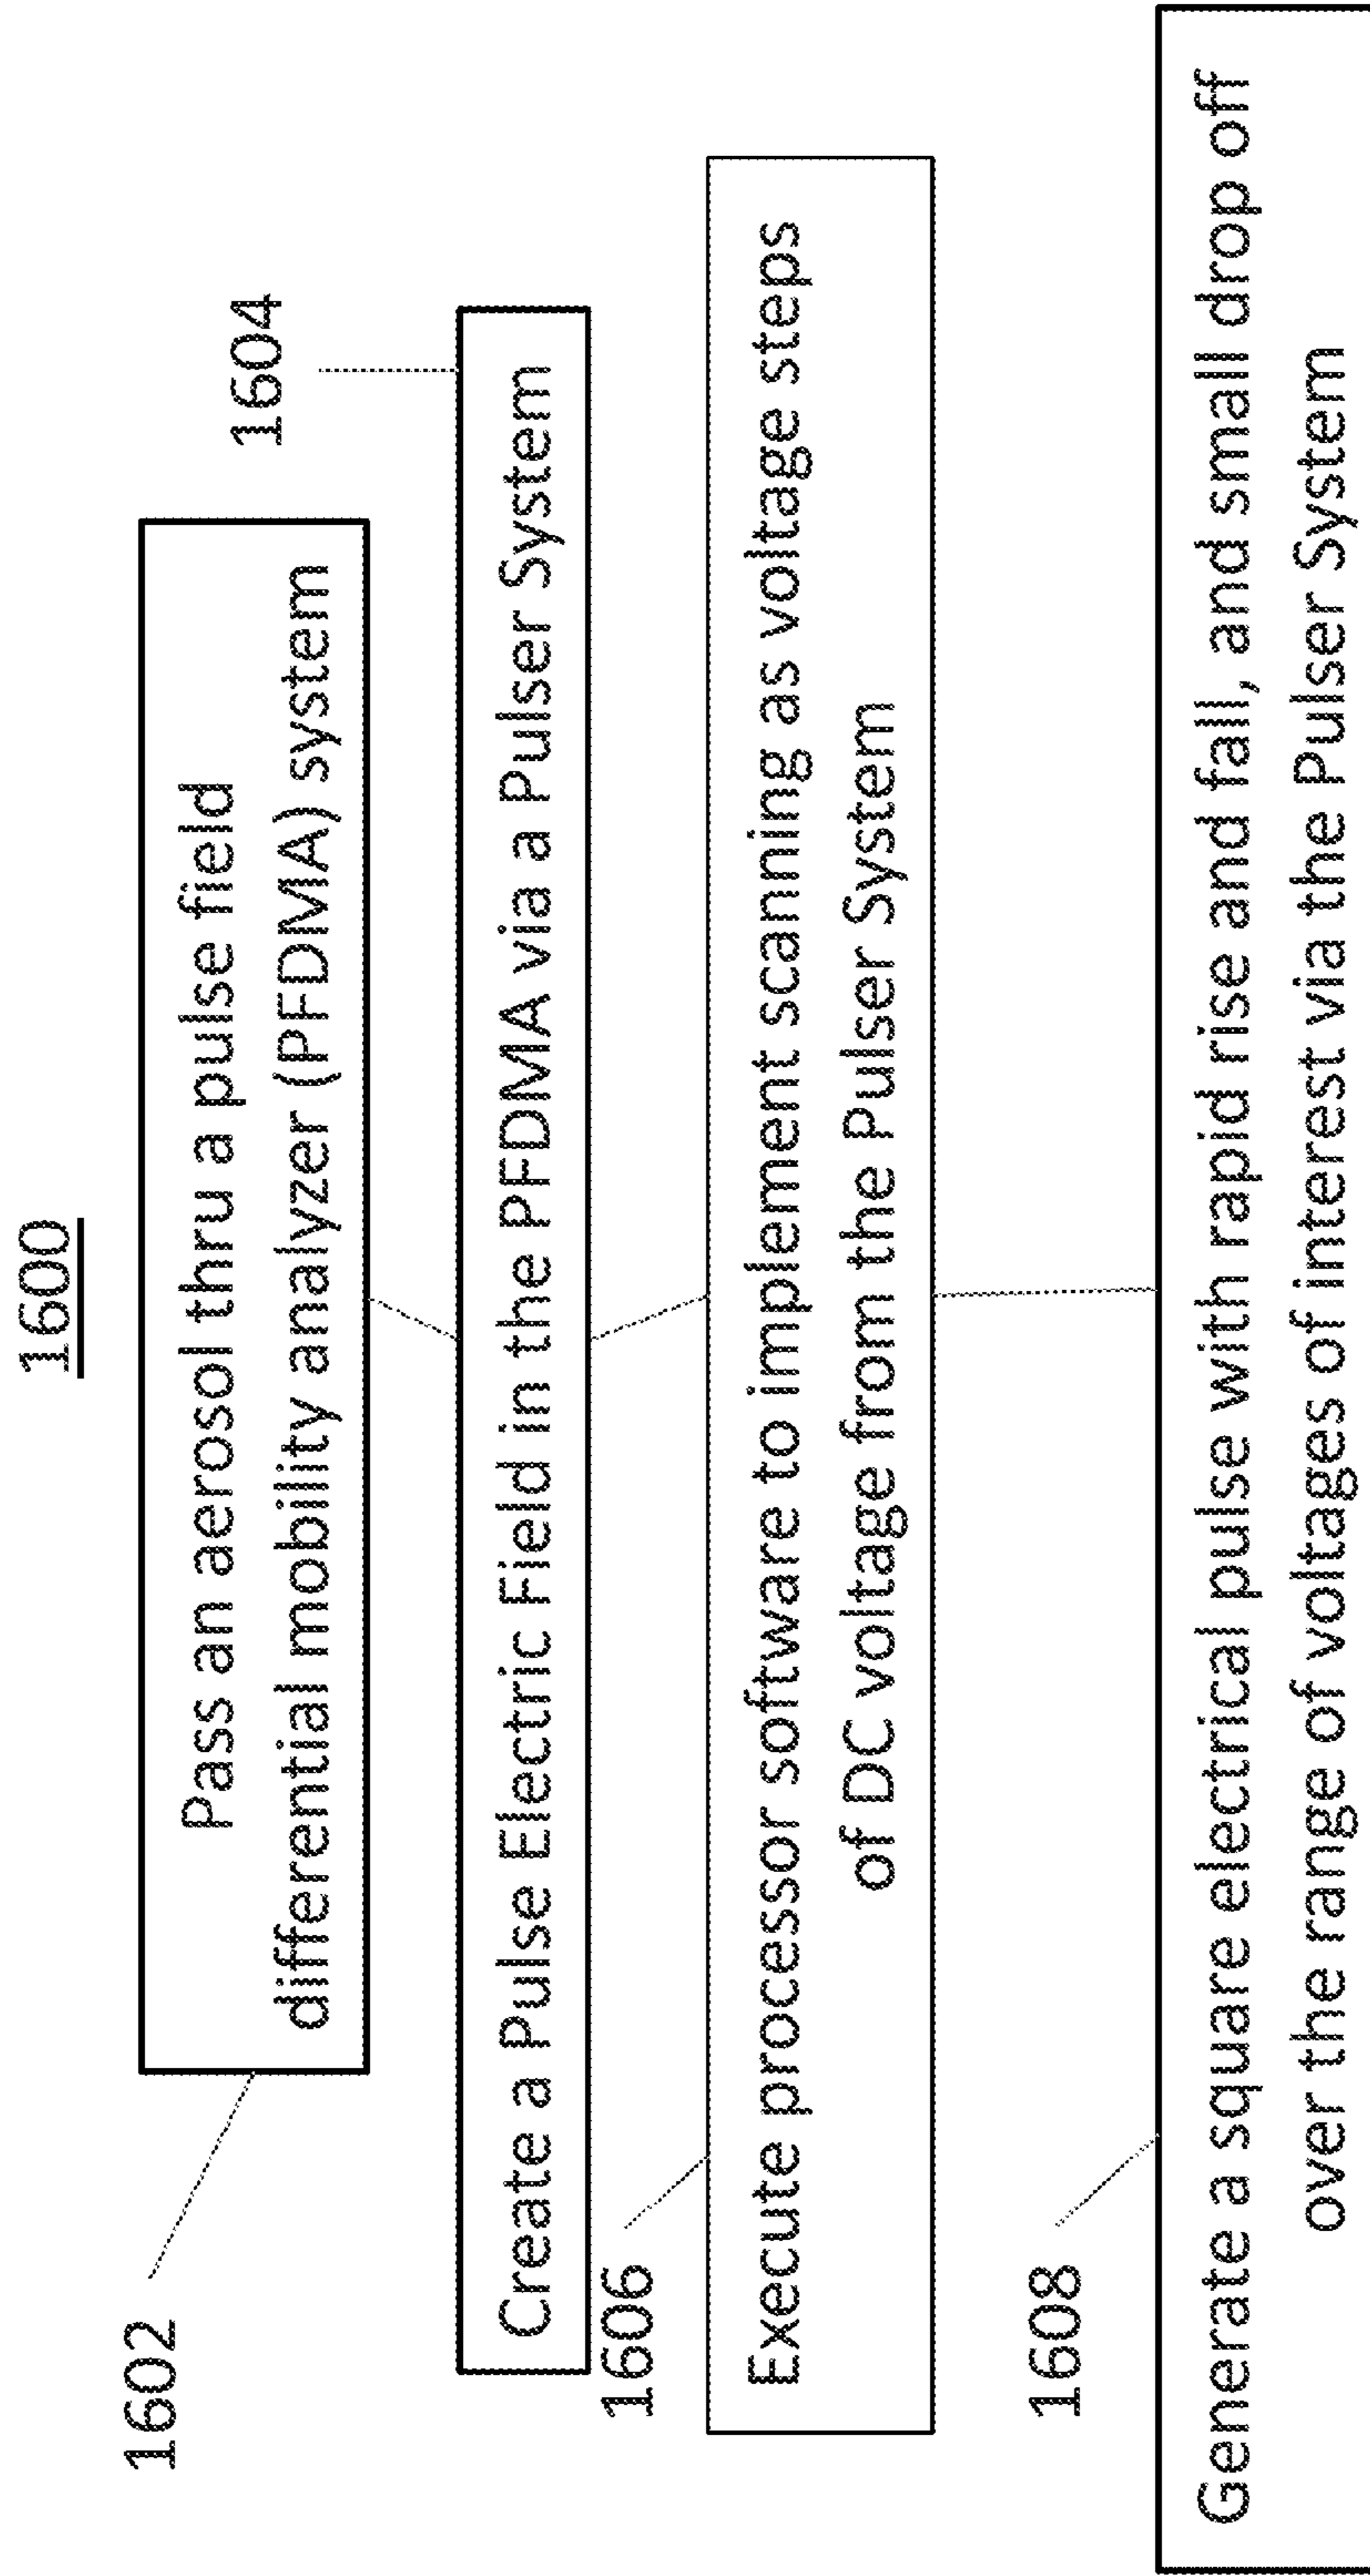 1600
1602
Pass an aerosol thru a pulse field
differential mobility analyzer (PFDMA) system
1604
Create a Pulse Electric Field in the PFDMA via a Pulser System
1606
Execute processor software to implement scanning as voltage steps
of DC voltage from the Pulser System
1608
Generate a square electrical pulse with rapid rise and fall, and small drop off
over the range of voltages of interest via the Pulser System